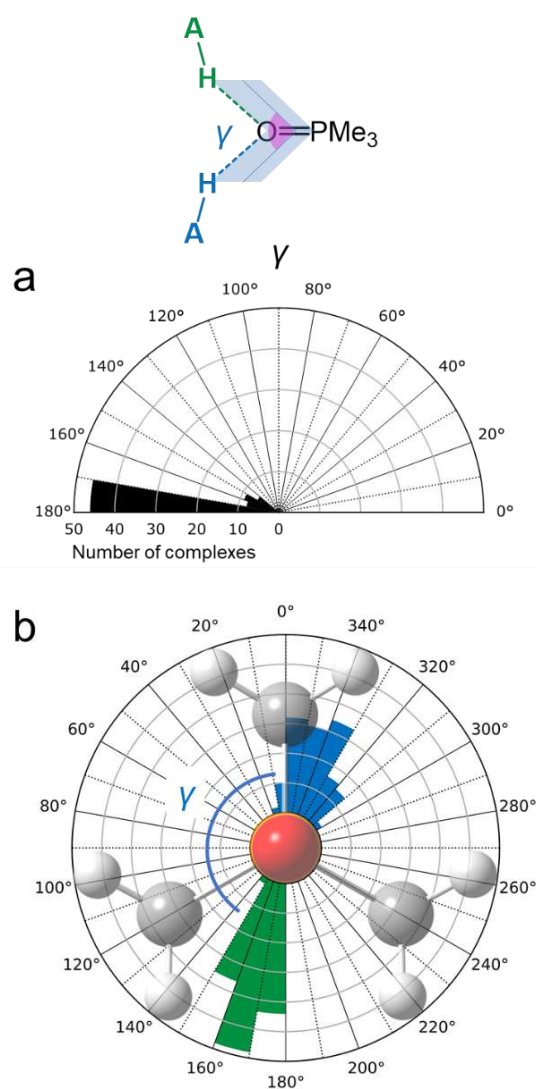 A
H
γ O=PMe3
H
A
γ
a
100° 80°
120° 60°
140° 40°
160° 20°
180° 0°
50 40 30 20 10 0
Number of complexes
b
0°
20° 340°
40° 320°
60° 300°
γ
80° 280°
100° 260°
120° 240°
140° 220°
160° 200°
180°